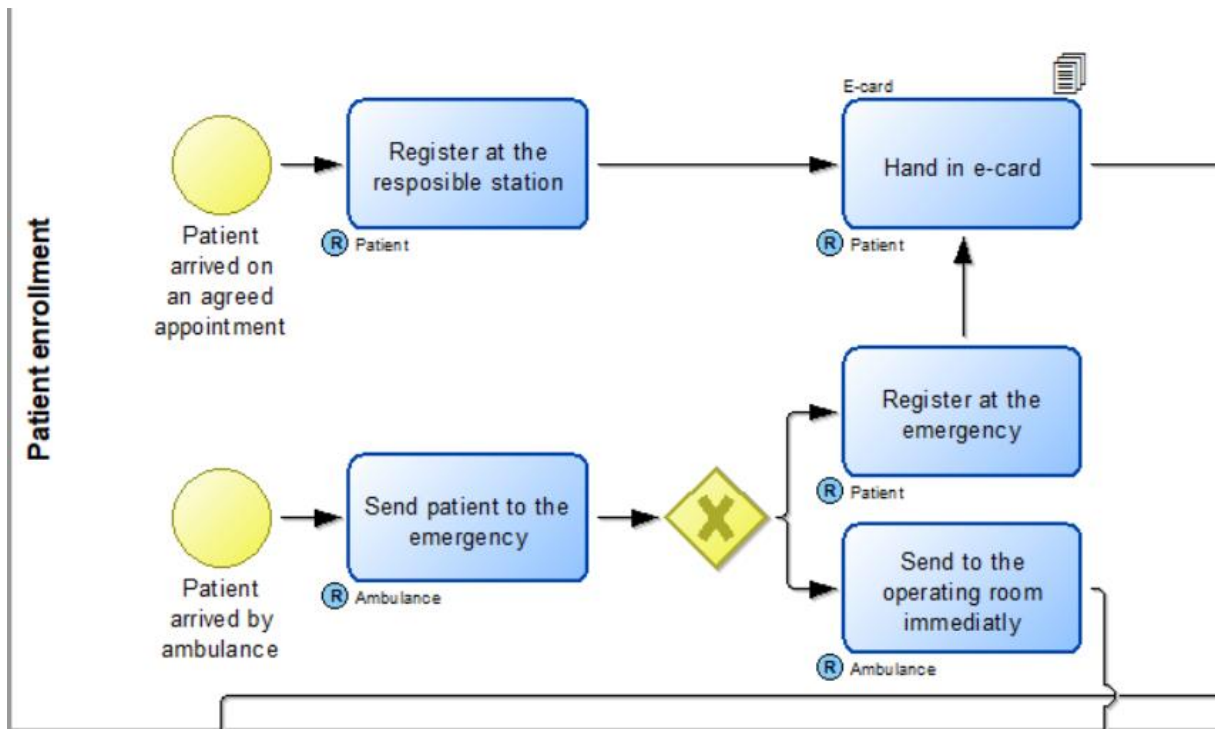 Patient enrollment
Patient
arrived on
an agreed
appointment
Register at the
resposible station
R Patient
E-card
Hand in e-card
R Patient
Patient
arrived by
ambulance
Send patient to the
emergency
R Ambulance
X
Register at the
emergency
R Patient
Send to the
operating room
immediatly
R Ambulance